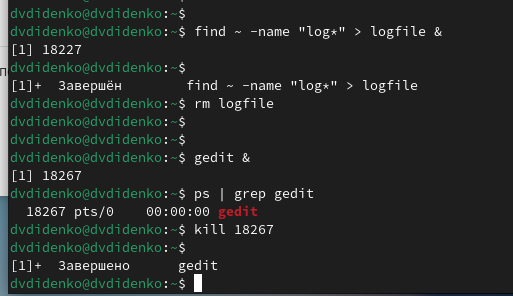 dvdidenko@dvdidenko:~$
dvdidenko@dvdidenko:~$ find ~ -name "log*" > logfile &
[1] 18227
dvdidenko@dvdidenko:~$
[1]+  Завершён        find ~ -name "log*" > logfile
dvdidenko@dvdidenko:~$ rm logfile
dvdidenko@dvdidenko:~$
dvdidenko@dvdidenko:~$
dvdidenko@dvdidenko:~$ gedit &
[1] 18267
dvdidenko@dvdidenko:~$ ps | grep gedit
  18267 pts/0    00:00:00 gedit
dvdidenko@dvdidenko:~$ kill 18267
dvdidenko@dvdidenko:~$
[1]+  Завершено      gedit
dvdidenko@dvdidenko:~$